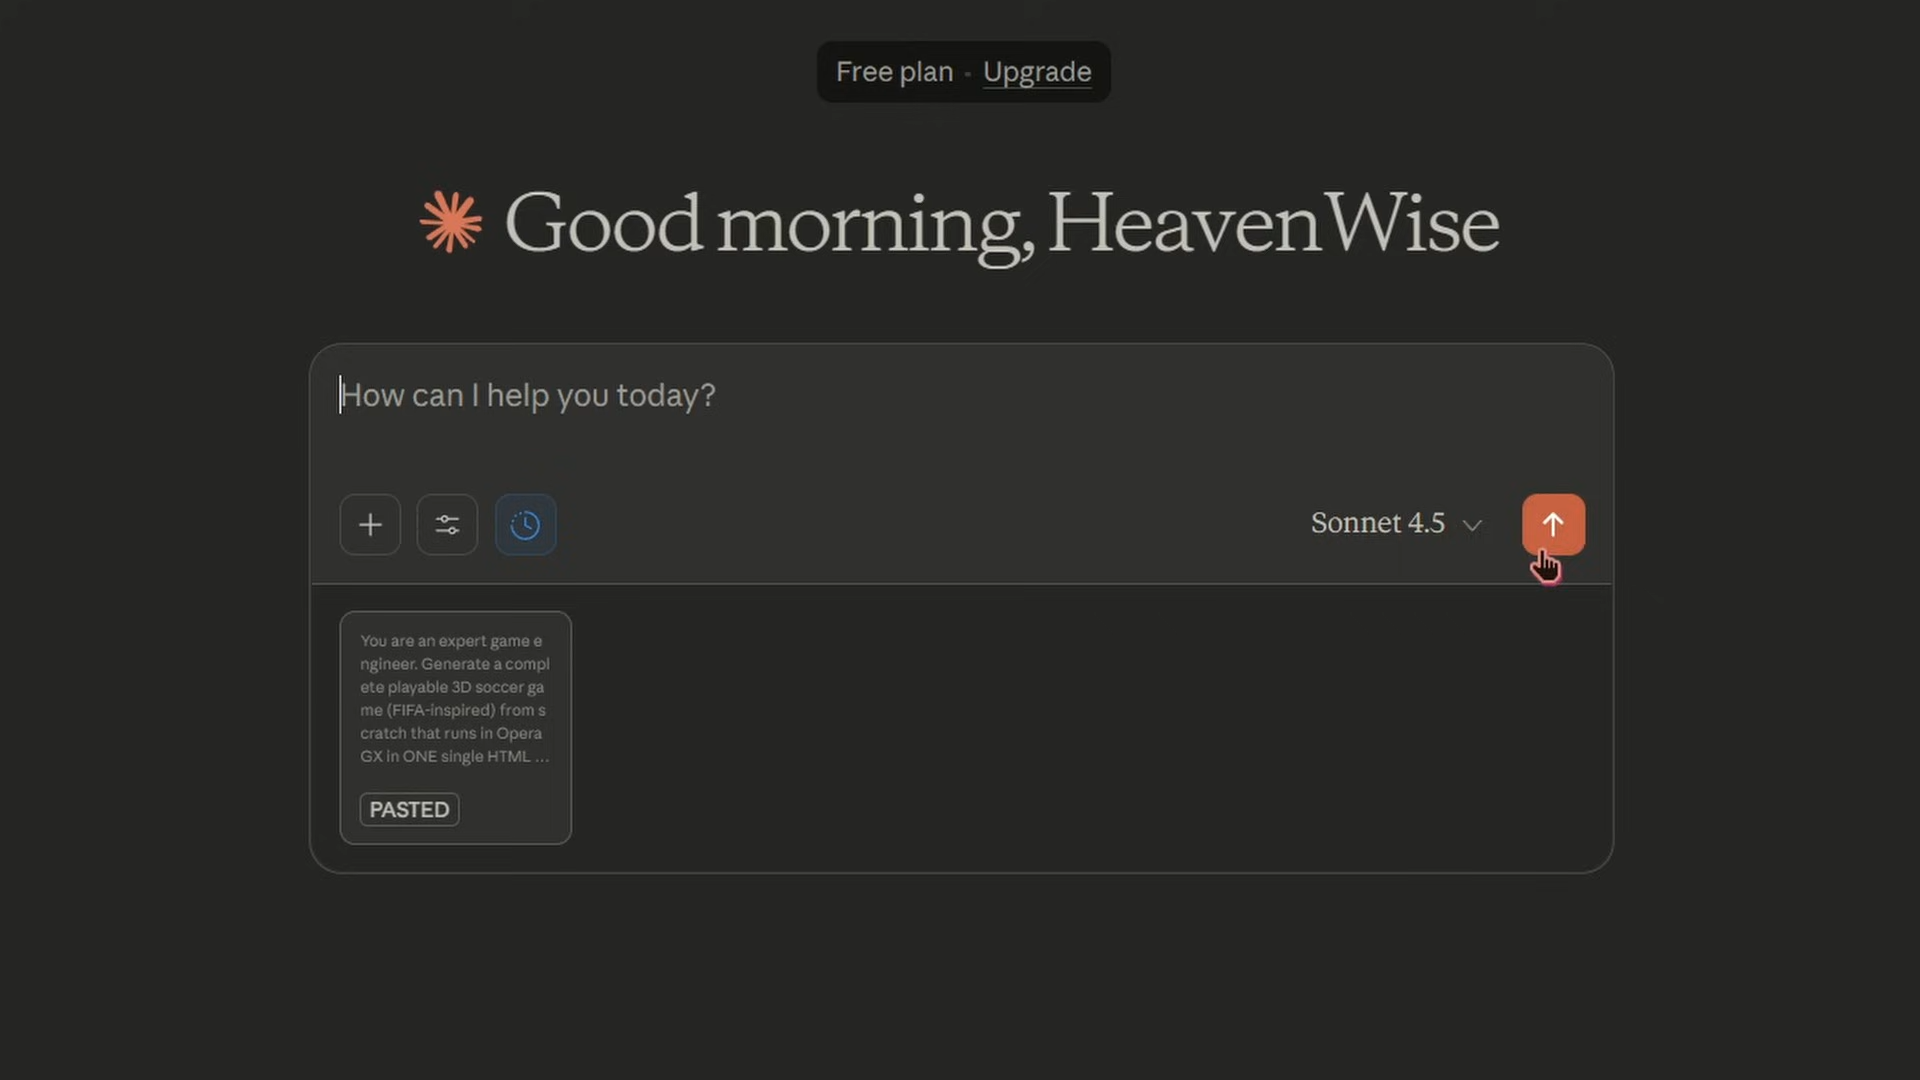 Free plan · Upgrade
Good morning, HeavenWise
How can I help you today?
Sonnet 4.5
You are an expert game e
ngineer. Generate a compl
ete playable 3D soccer ga
me (FIFA-inspired) from s
cratch that runs in Opera
GX in ONE single HTML ...
PASTED